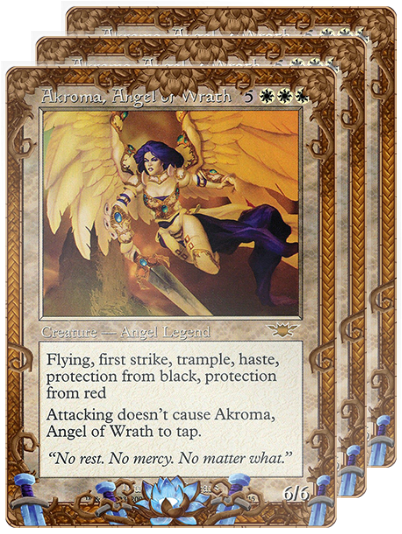 Akroma, Angel of Wrath 5
Creature — Angel Legend
Flying, first strike, trample, haste,
protection from black, protection
from red
Attacking doesn't cause Akroma,
Angel of Wrath to tap.
“No rest. No mercy. No matter what.”
6/6